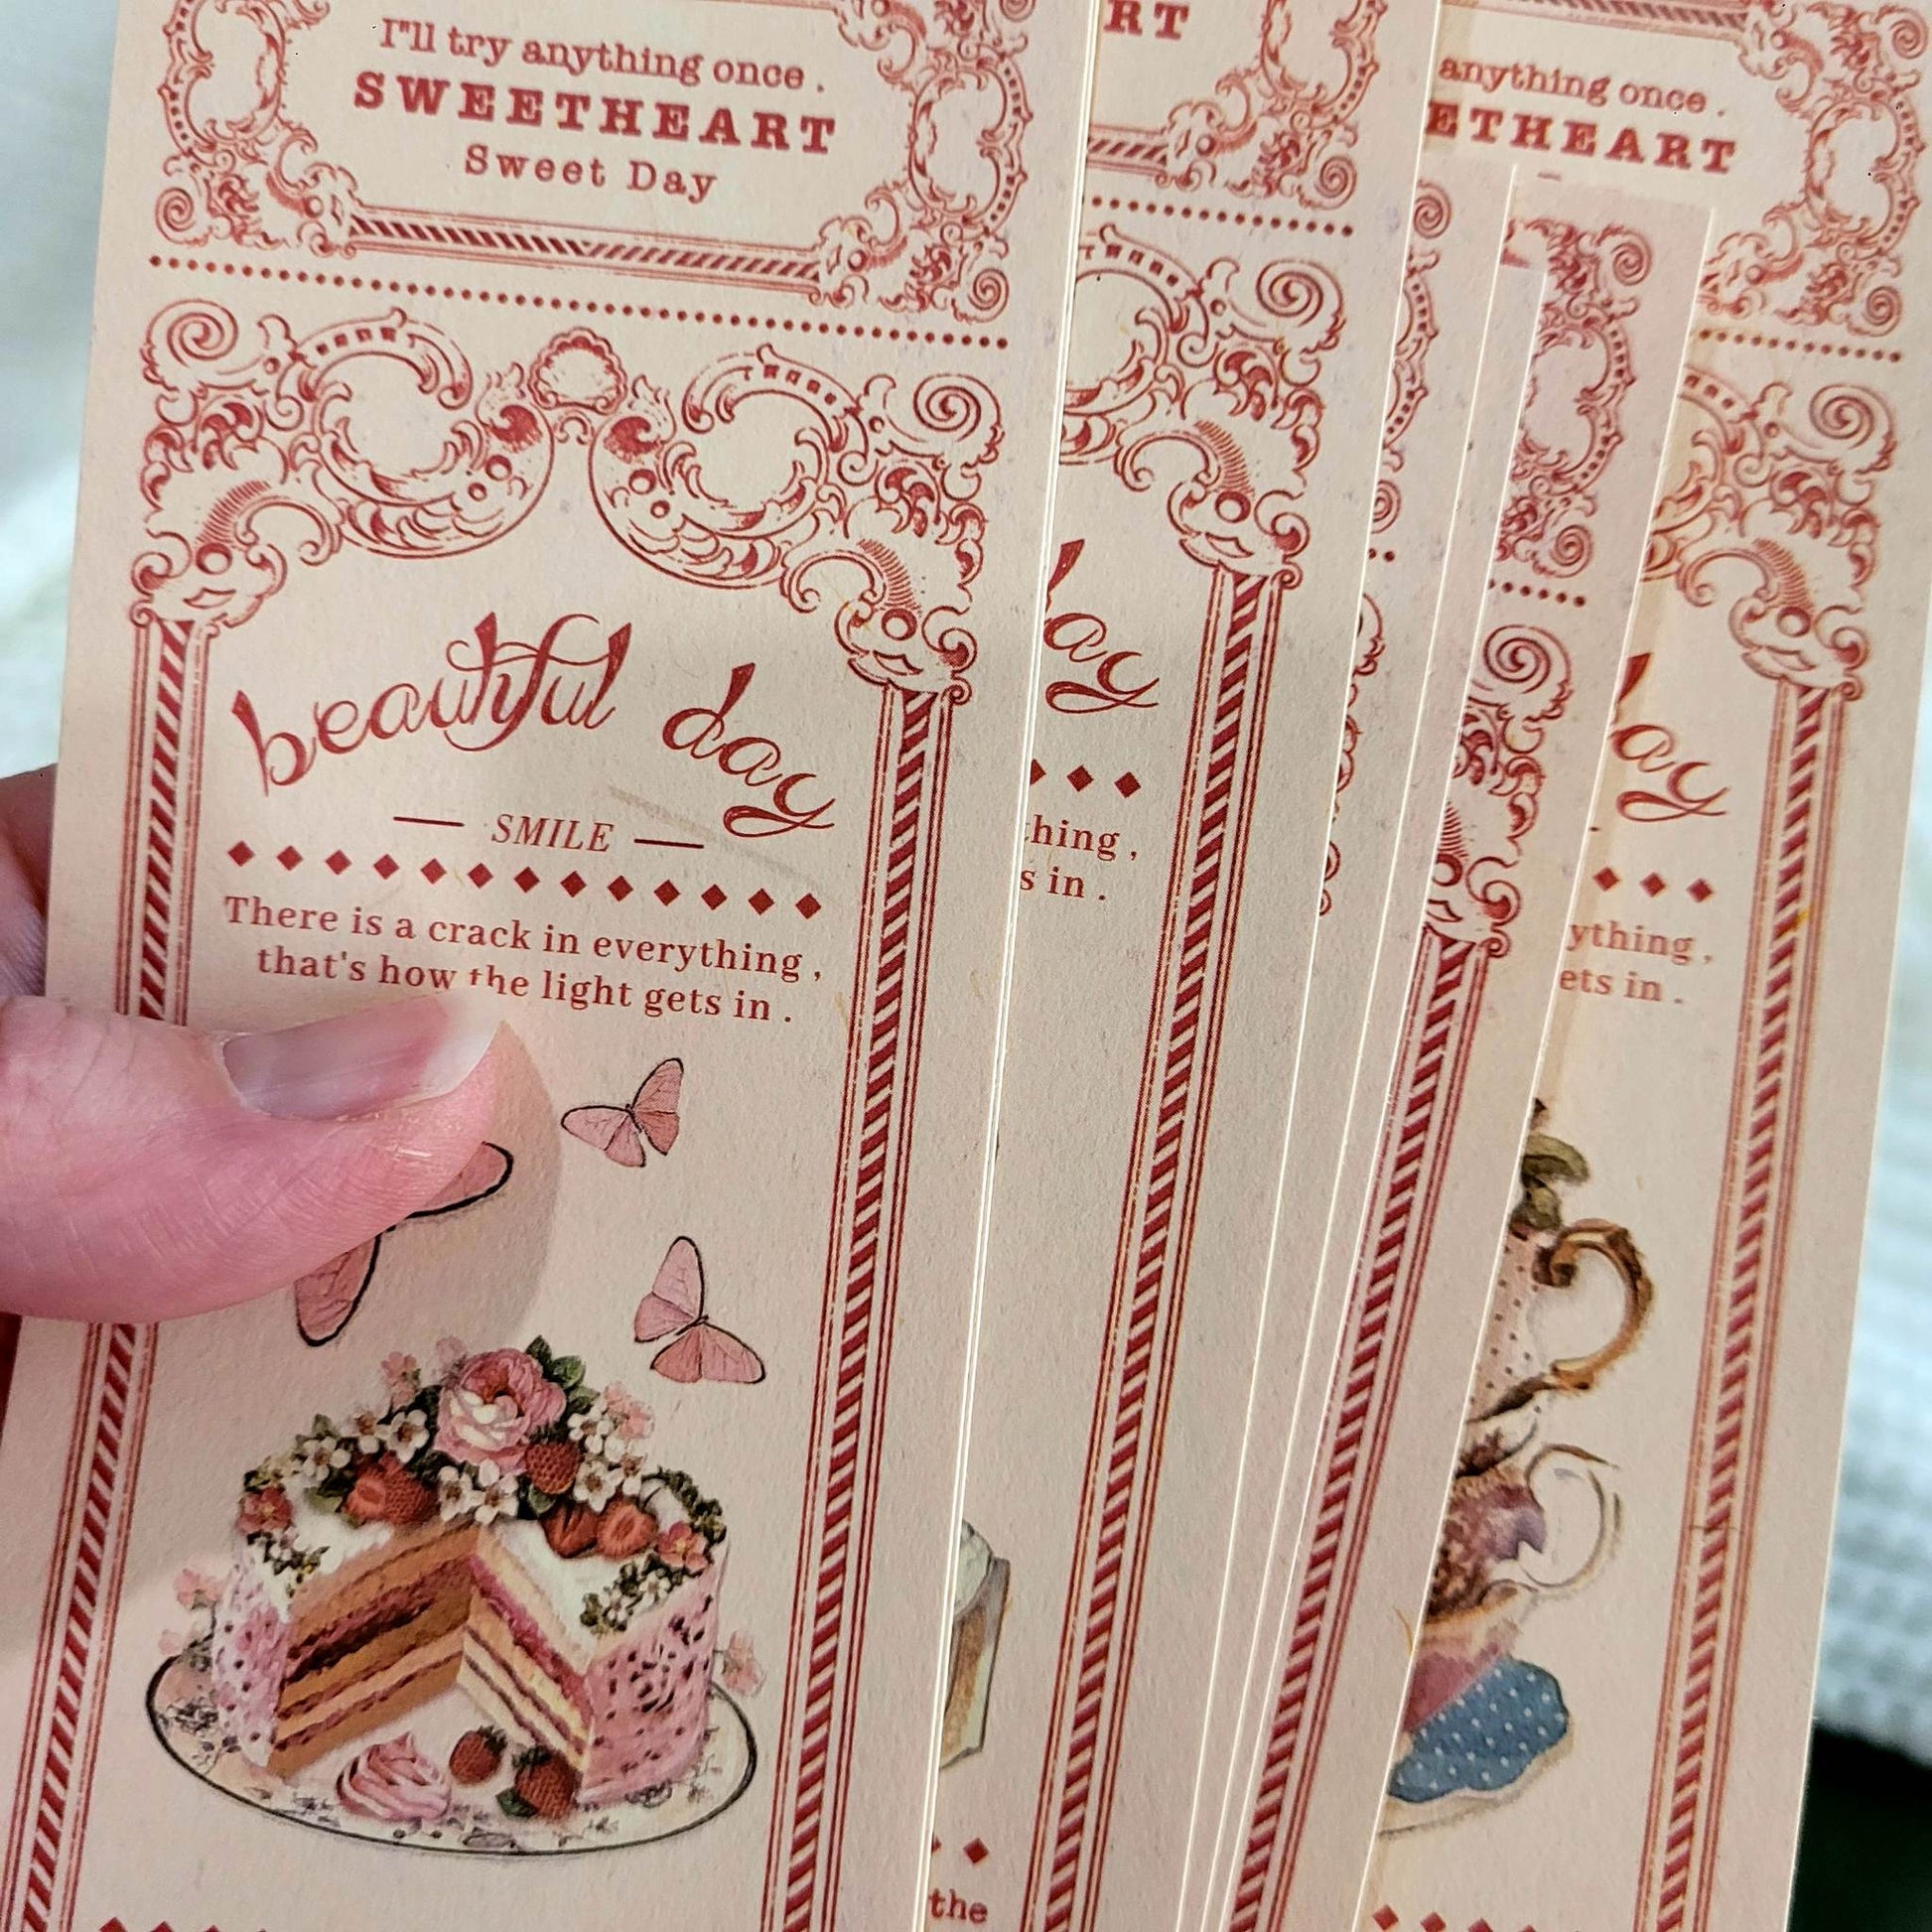 I"ll try anything once .
SWEETHEART
Sweet Day
beautiful day
SMILE
There is a crack in everything ,
that's how the light gets in .
RT
day
thing ,
s in .
the
anything once .
ETHEART
day
ything ,
ets in .